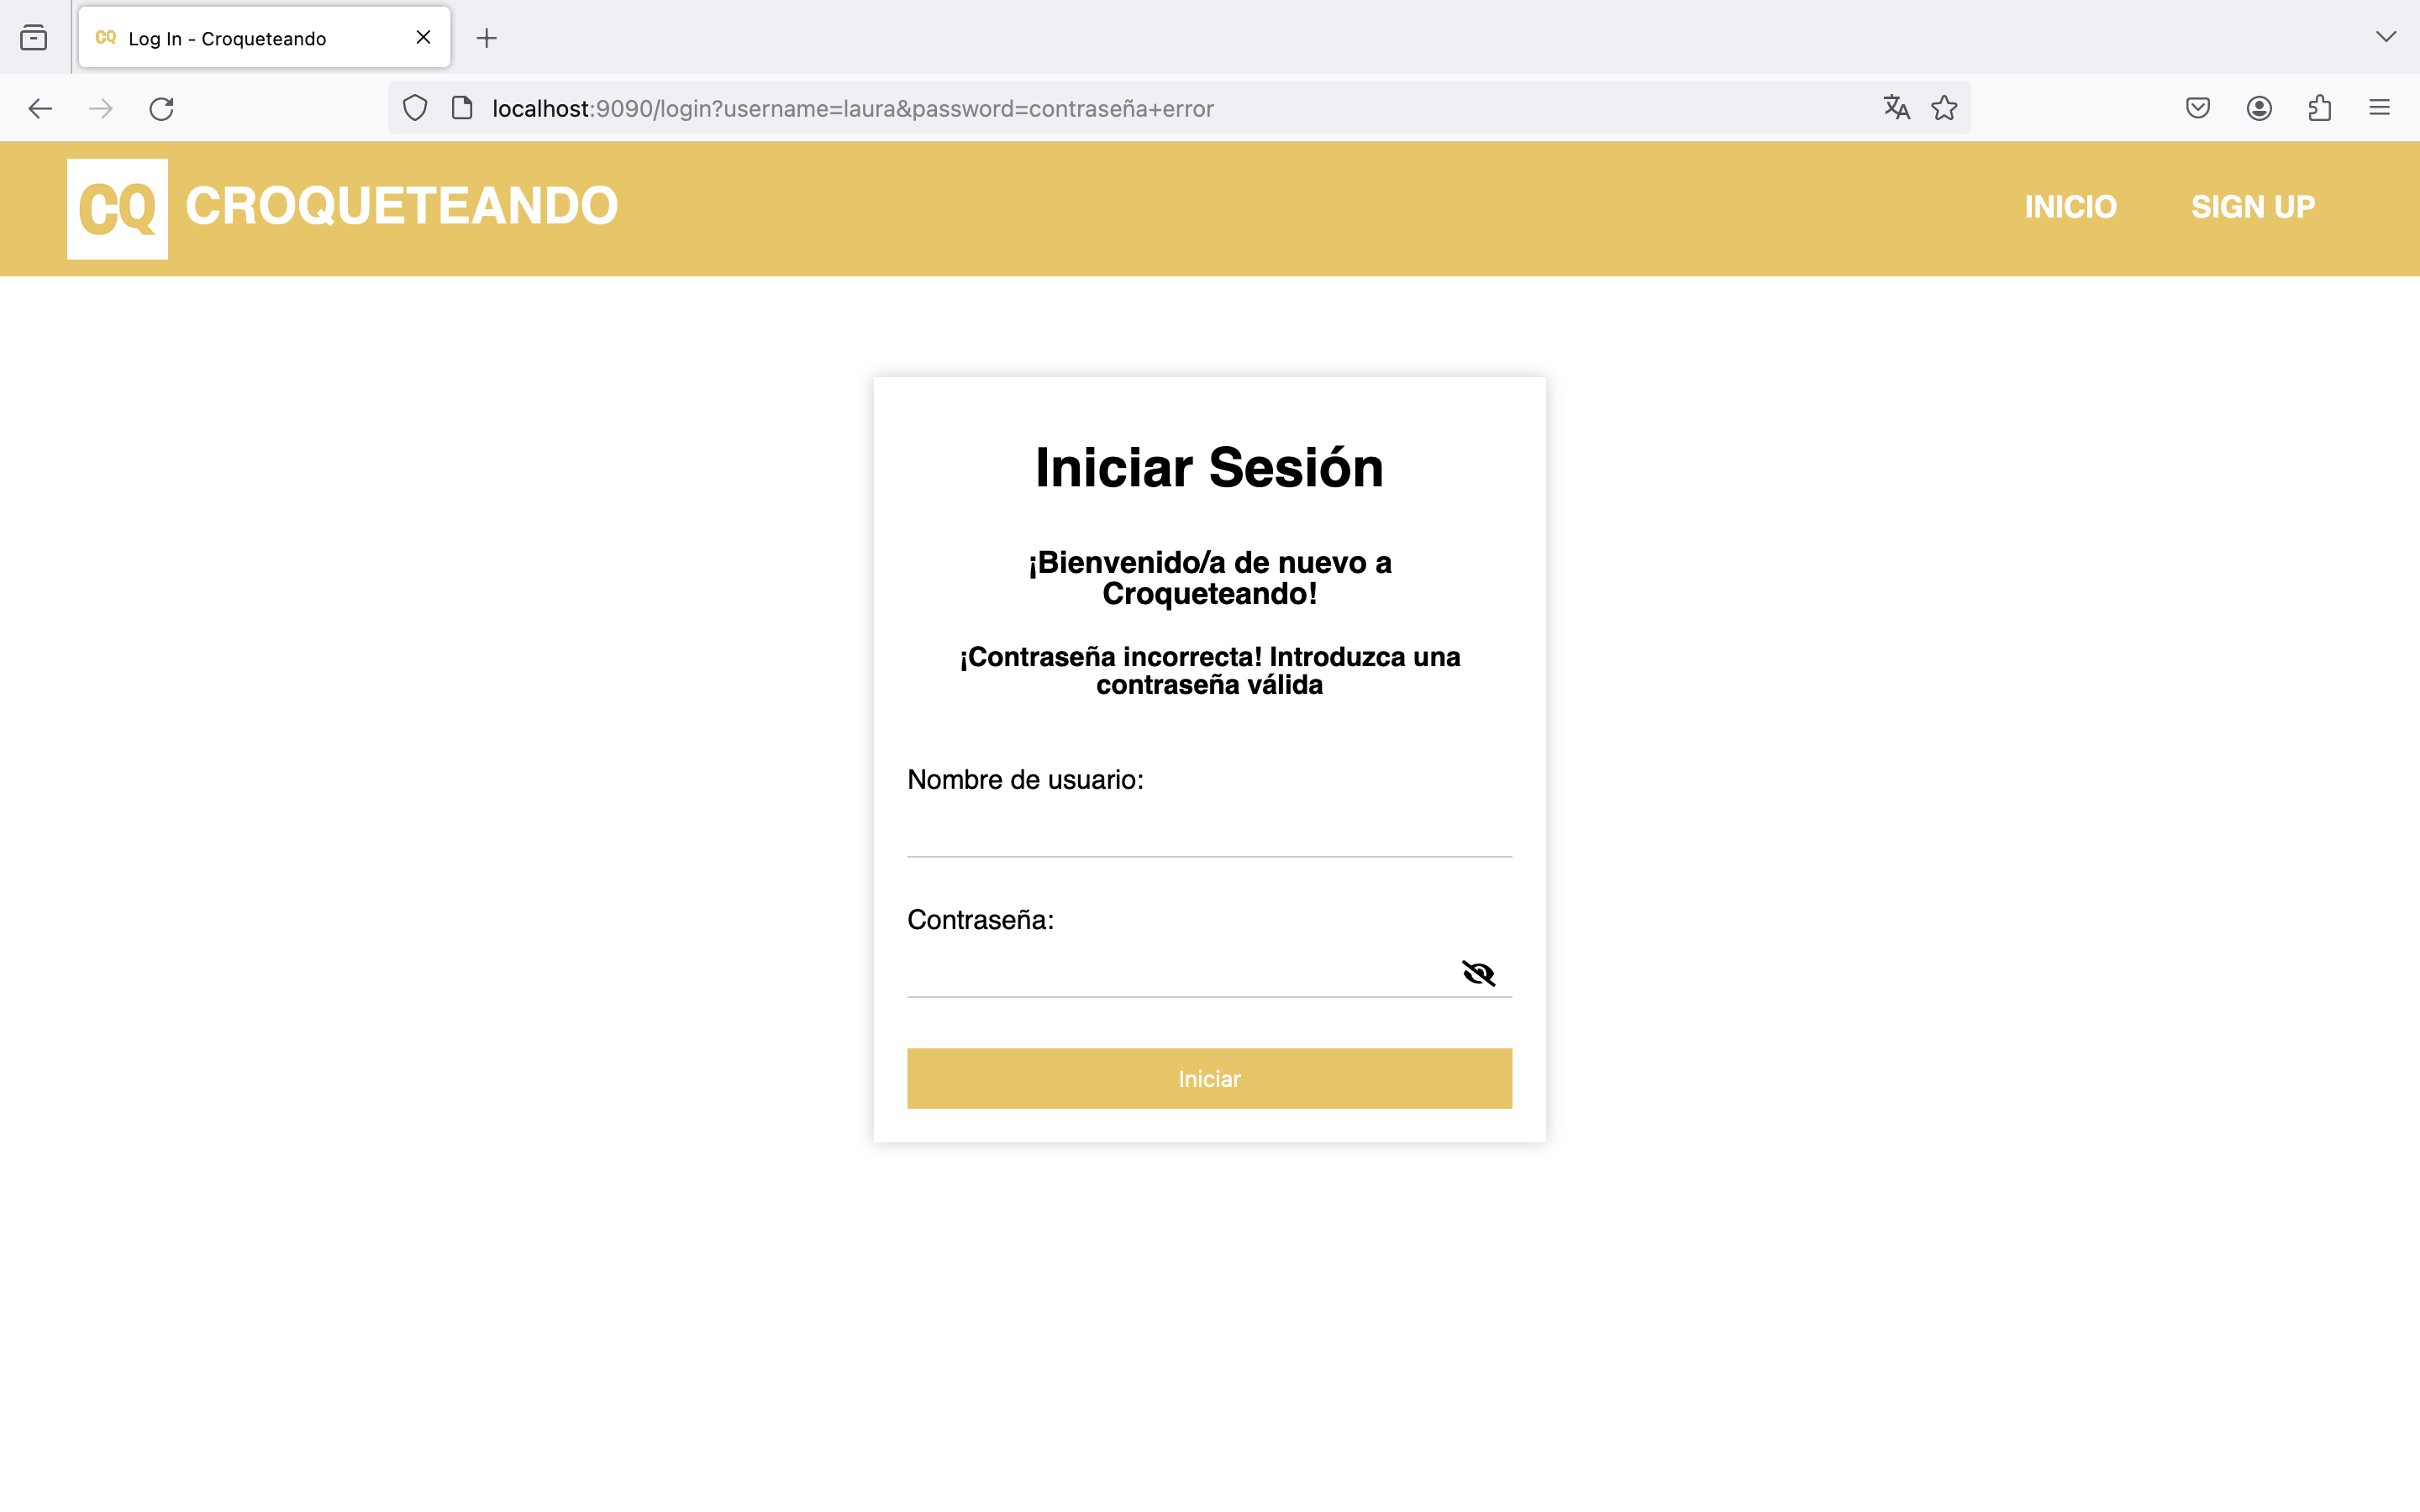 CQ Log In - Croqueteando
localhost:9090/login?username=laura&password=contraseña+error
CQ CROQUETEANDO
INICIO
SIGN UP
Iniciar Sesión
¡Bienvenido/a de nuevo a
Croqueteando!
¡Contraseña incorrecta! Introduzca una
contraseña válida
Nombre de usuario:
Contraseña:
Iniciar